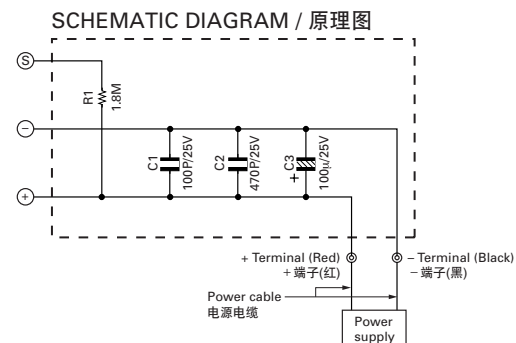 SCHEMATIC DIAGRAM / 原理图
S
R1
1.8M
−
C1
100P/25V
C2
470P/25V
+ C3
100μ/25V
+
+ Terminal (Red)
+端子(红)
− Terminal (Black)
−端子(黑)
Power cable
电源电缆
Power
supply